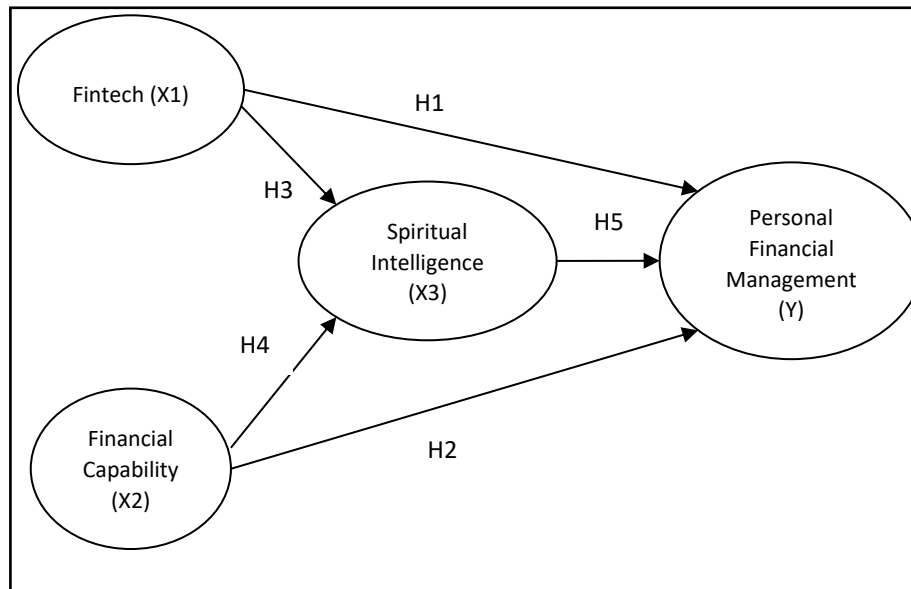 Fintech (X1)
H1
H3
Spiritual
Intelligence
(X3)
H5
Personal
Financial
Management
(Y)
H4
Financial
Capability
(X2)
H2